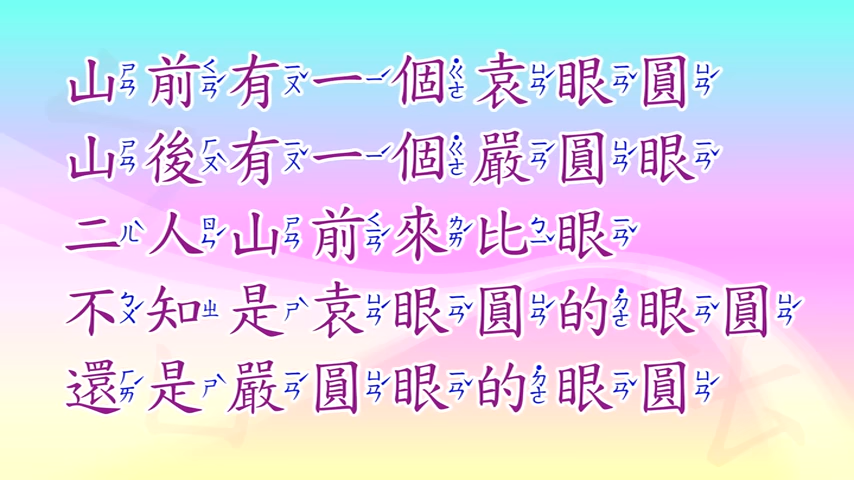 山前有一個袁眼圓
山後有一個嚴圓眼
二人山前來比眼
不知是袁眼圓的眼圓
還是嚴圓眼的眼圓